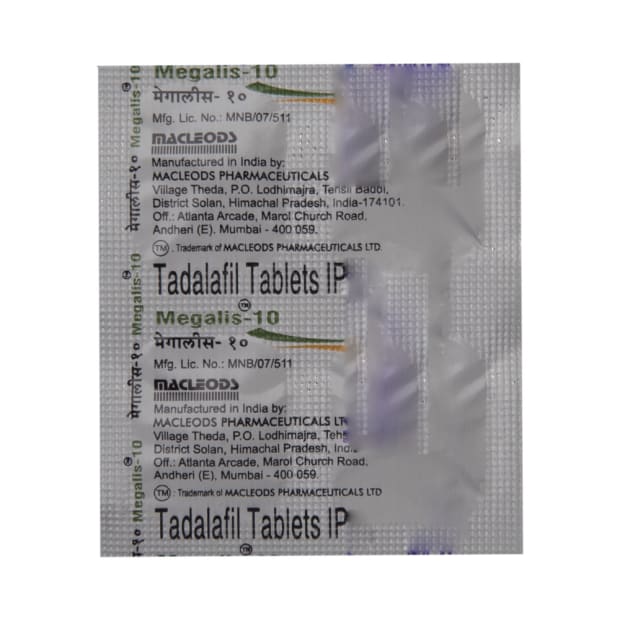 Megalis-10
मेगालीस- १०
Mfg. Lic. No.: MNB/07/511
MACLEODS
Manufactured in India by:
MACLEODS PHARMACEUTICALS
Village Theda, P.O. Lodhimajra, Tehsil Baddi,
District Solan, Himachal Pradesh, India-174101.
Off.: Atlanta Arcade, Marol Church Road,
Andheri (E). Mumbai - 400 059.
TM : Trademark of MACLEODS PHARMACEUTICALS LTD.
Tadalafil Tablets IP
Megalis-10 TM
मेगालीस- १०
Mfg. Lic. No.: MNB/07/511
MACLEODS
Manufactured in India by:
MACLEODS PHARMACEUTICALS
Village Theda, P.O. Lodhimajra,
District Solan, Himachal Pradesh,
Off.: Atlanta Arcade, Marol Church Road,
Andheri (E). Mumbai - 400 059.
TM : Trademark of MACLEODS PHARMACEUTICALS LTD
Tadalafil Tablets IP
मेगालीस-१० Megalis-10
मेगालीस-१० Megalis-10
Megalis-10